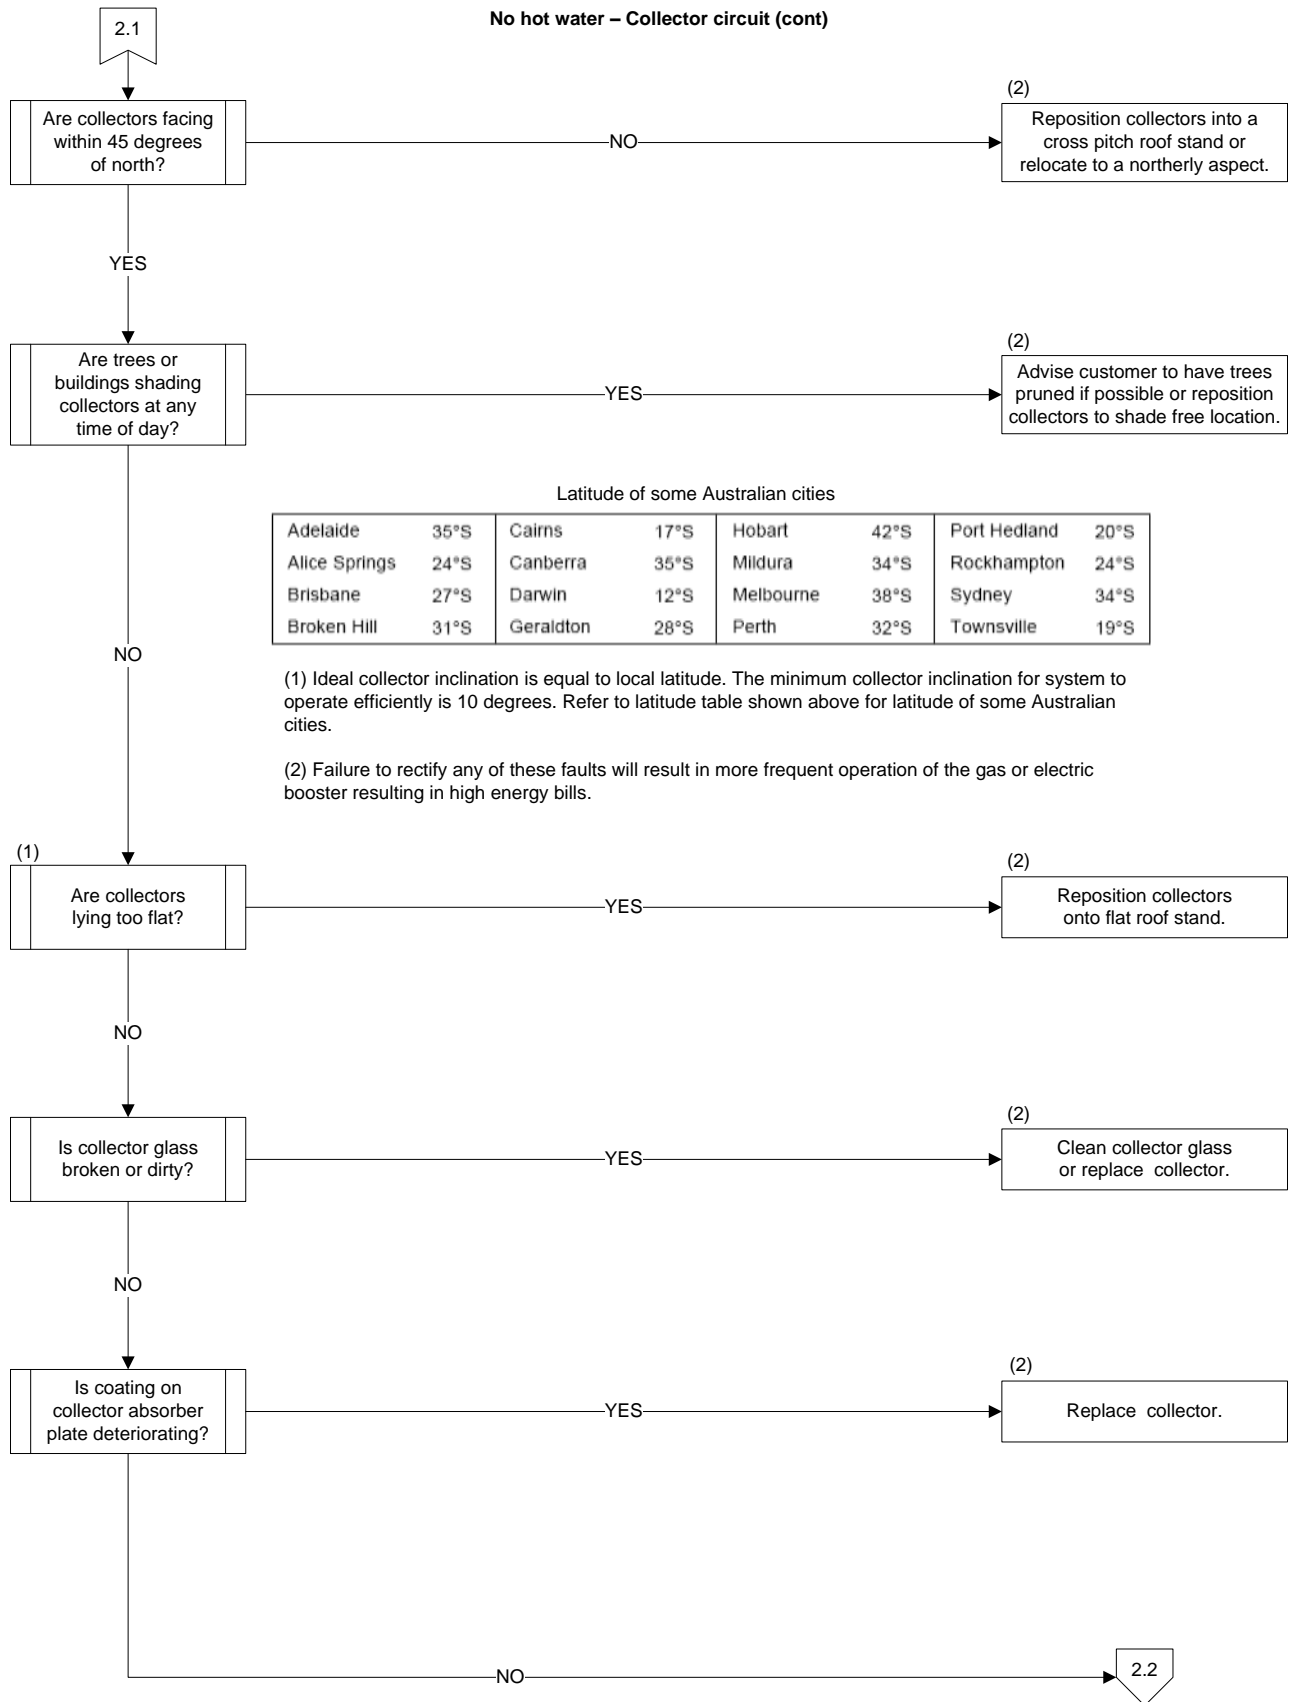 No hot water – Collector circuit (cont)
2.1
Are collectors facing
within 45 degrees
of north?
NO
(2)
Reposition collectors into a
cross pitch roof stand or
relocate to a northerly aspect.
YES
Are trees or
buildings shading
collectors at any
time of day?
YES
(2)
Advise customer to have trees
pruned if possible or reposition
collectors to shade free location.
Latitude of some Australian cities
Adelaide 35°S Cairns 17°S Hobart 42°S Port Hedland 20°S
Alice Springs 24°S Canberra 35°S Mildura 34°S Rockhampton 24°S
Brisbane 27°S Darwin 12°S Melbourne 38°S Sydney 34°S
Broken Hill 31°S Geraldton 28°S Perth 32°S Townsville 19°S
NO
(1) Ideal collector inclination is equal to local latitude. The minimum collector inclination for system to
operate efficiently is 10 degrees. Refer to latitude table shown above for latitude of some Australian
cities.
(2) Failure to rectify any of these faults will result in more frequent operation of the gas or electric
booster resulting in high energy bills.
(1)
Are collectors
lying too flat?
YES
(2)
Reposition collectors
onto flat roof stand.
NO
Is collector glass
broken or dirty?
YES
(2)
Clean collector glass
or replace  collector.
NO
Is coating on
collector absorber
plate deteriorating?
YES
(2)
Replace  collector.
NO
2.2